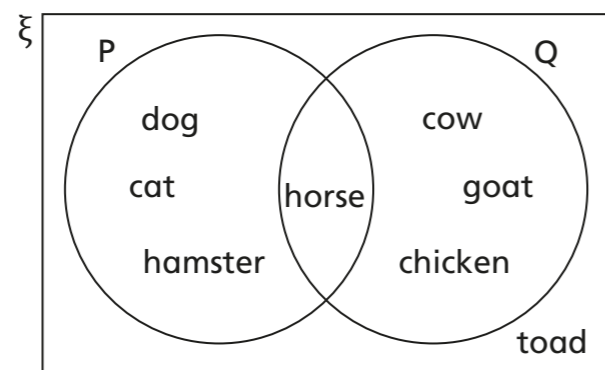 ξ
P Q
dog cow
cat horse goat
hamster chicken
toad